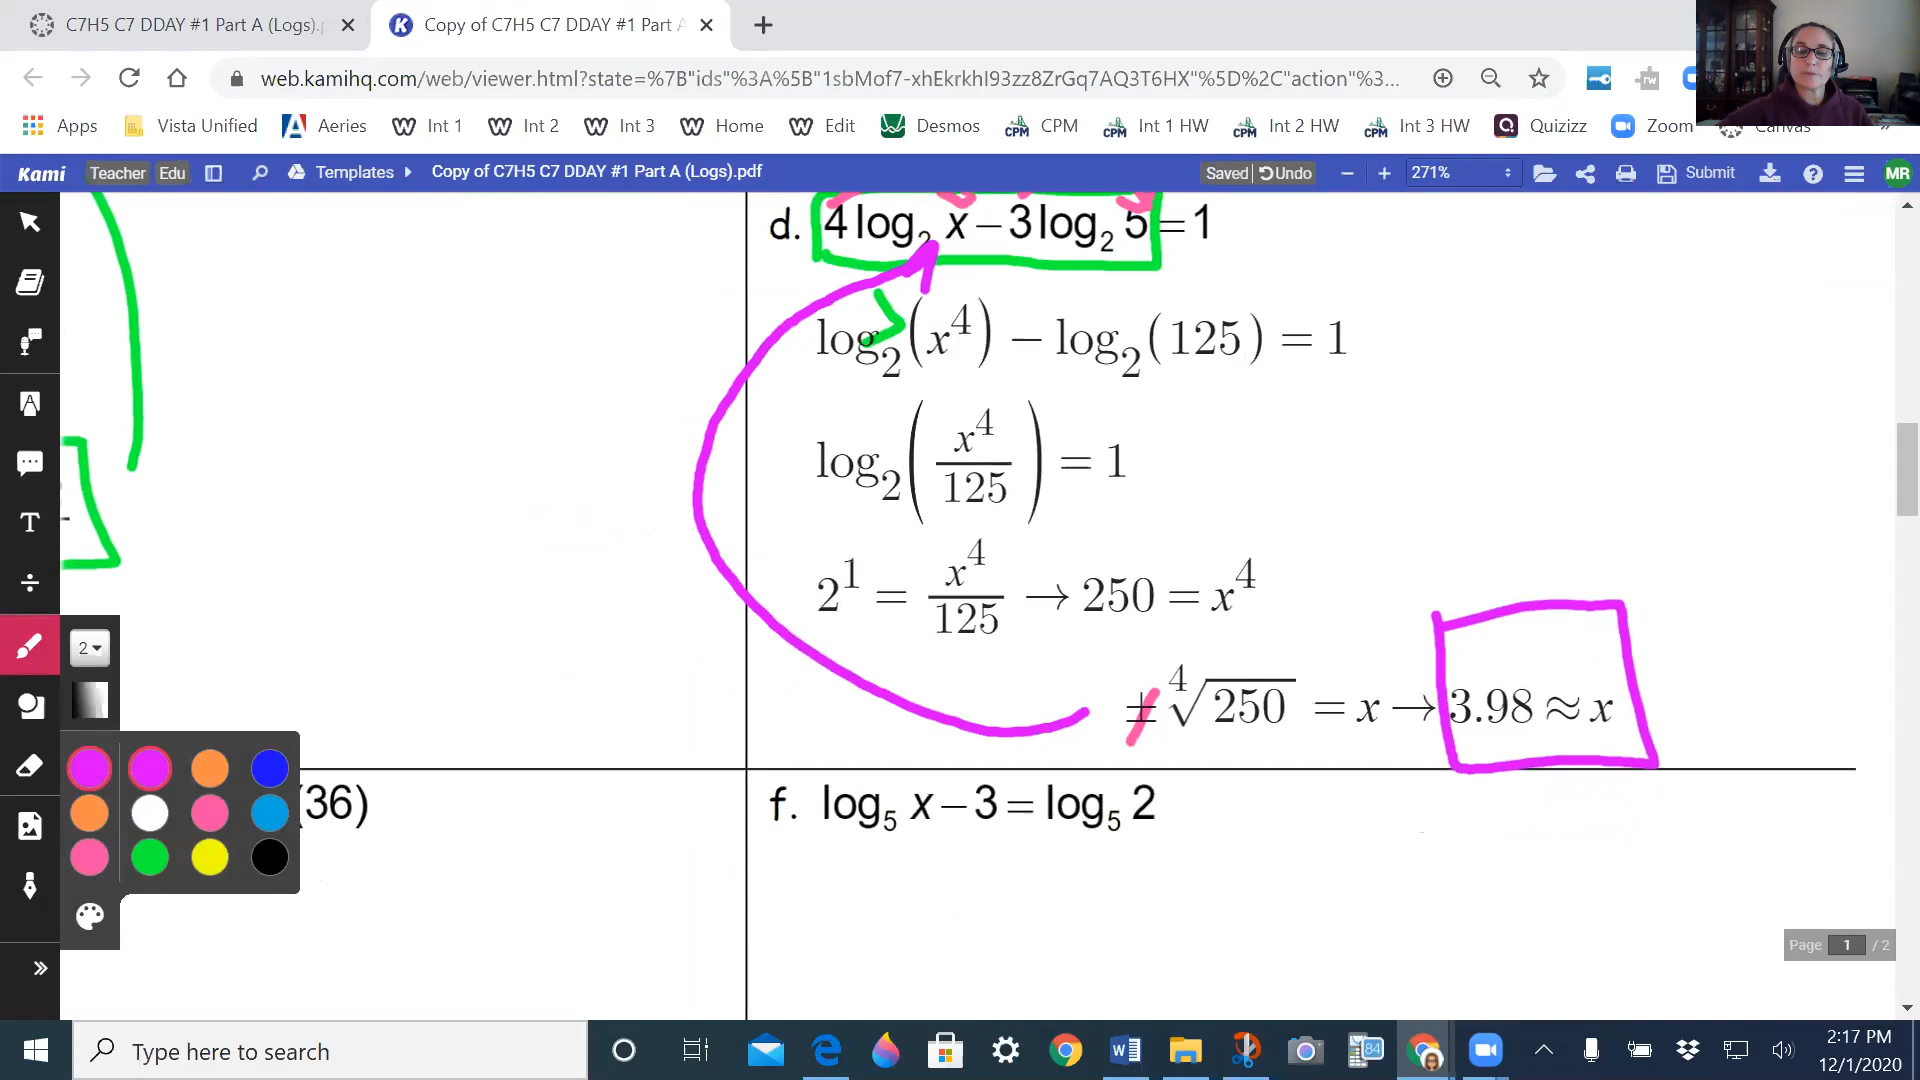 C7H5 C7 DDAY #1 Part A (Logs).p
Copy of C7H5 C7 DDAY #1 Part A
web.kamihq.com/web/viewer.html?state=%7B"ids"%3A%5B"1sbMof7-xhEkrkhI93zz8ZrGq7AQ3T6HX"%5D%2C"action"%3...
Apps Vista Unified Aeries Int 1 Int 2 Int 3 Home Edit Desmos CPM Int 1 HW Int 2 HW Int 3 HW Quizizz Zoom Canvas
Kami Teacher Edu Templates Copy of C7H5 C7 DDAY #1 Part A (Logs).pdf Saved Undo 271% Submit MR
d. 4log₂ x − 3log₂ 5 = 1
log₂(x⁴) − log₂(125) = 1
log₂(x⁴/125) = 1
2¹ = x⁴/125 → 250 = x⁴
± ⁴√250 = x → 3.98 ≈ x
(36)
f. log₅ x − 3 = log₅ 2
2
Page 1 / 2
Type here to search
84
2:17 PM
12/1/2020